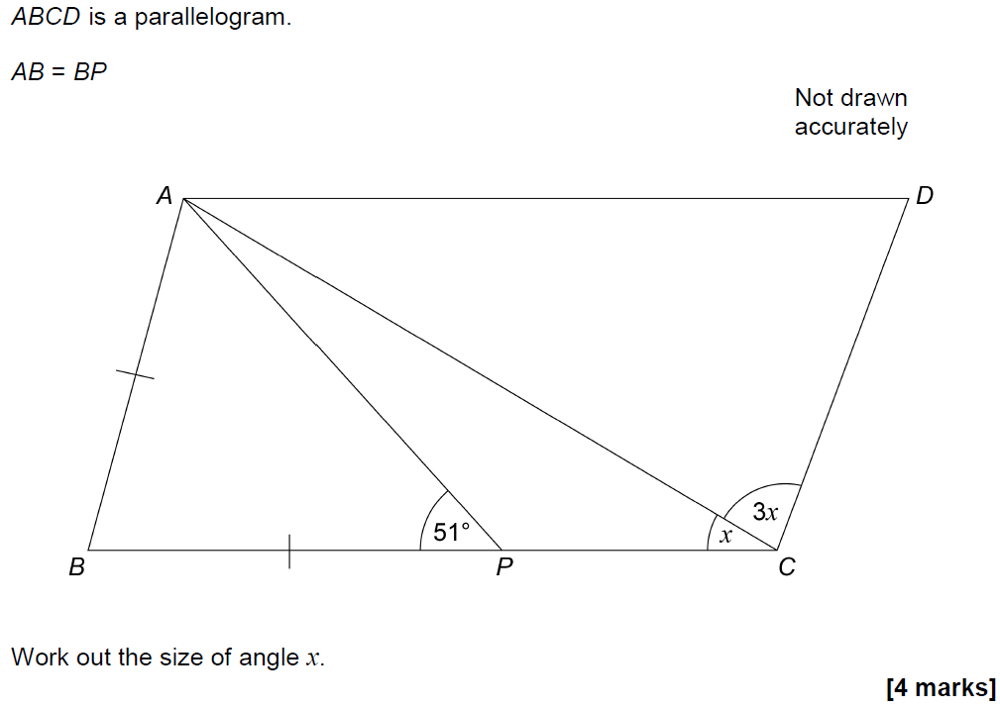 ABCD is a parallelogram.
AB = BP
Not drawn
accurately
A
D
51°
3x
x
B
P
C
Work out the size of angle x.
[4 marks]